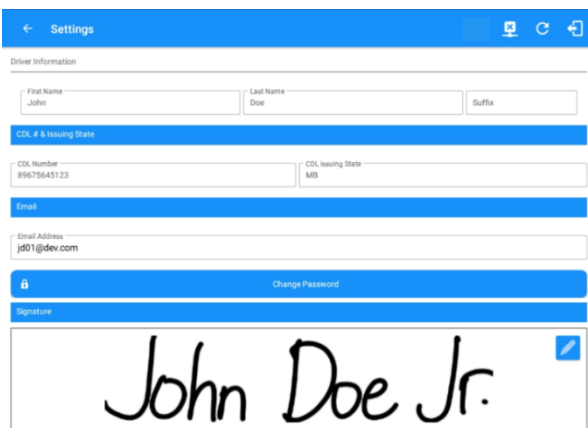 Settings
Driver Information
First Name Last Name
John Doe Suffix
CDL # & Issuing State
CDL Number CDL Issuing State
89675645123 MB
Email
Email Address
jd01@dev.com
Change Password
Signature
John Doe Jr.